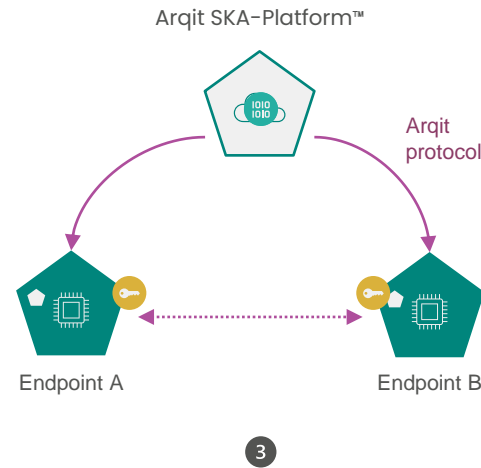 Arqit SKA-Platform™
1010
1010
Arqit
protocol
Endpoint A
Endpoint B
3